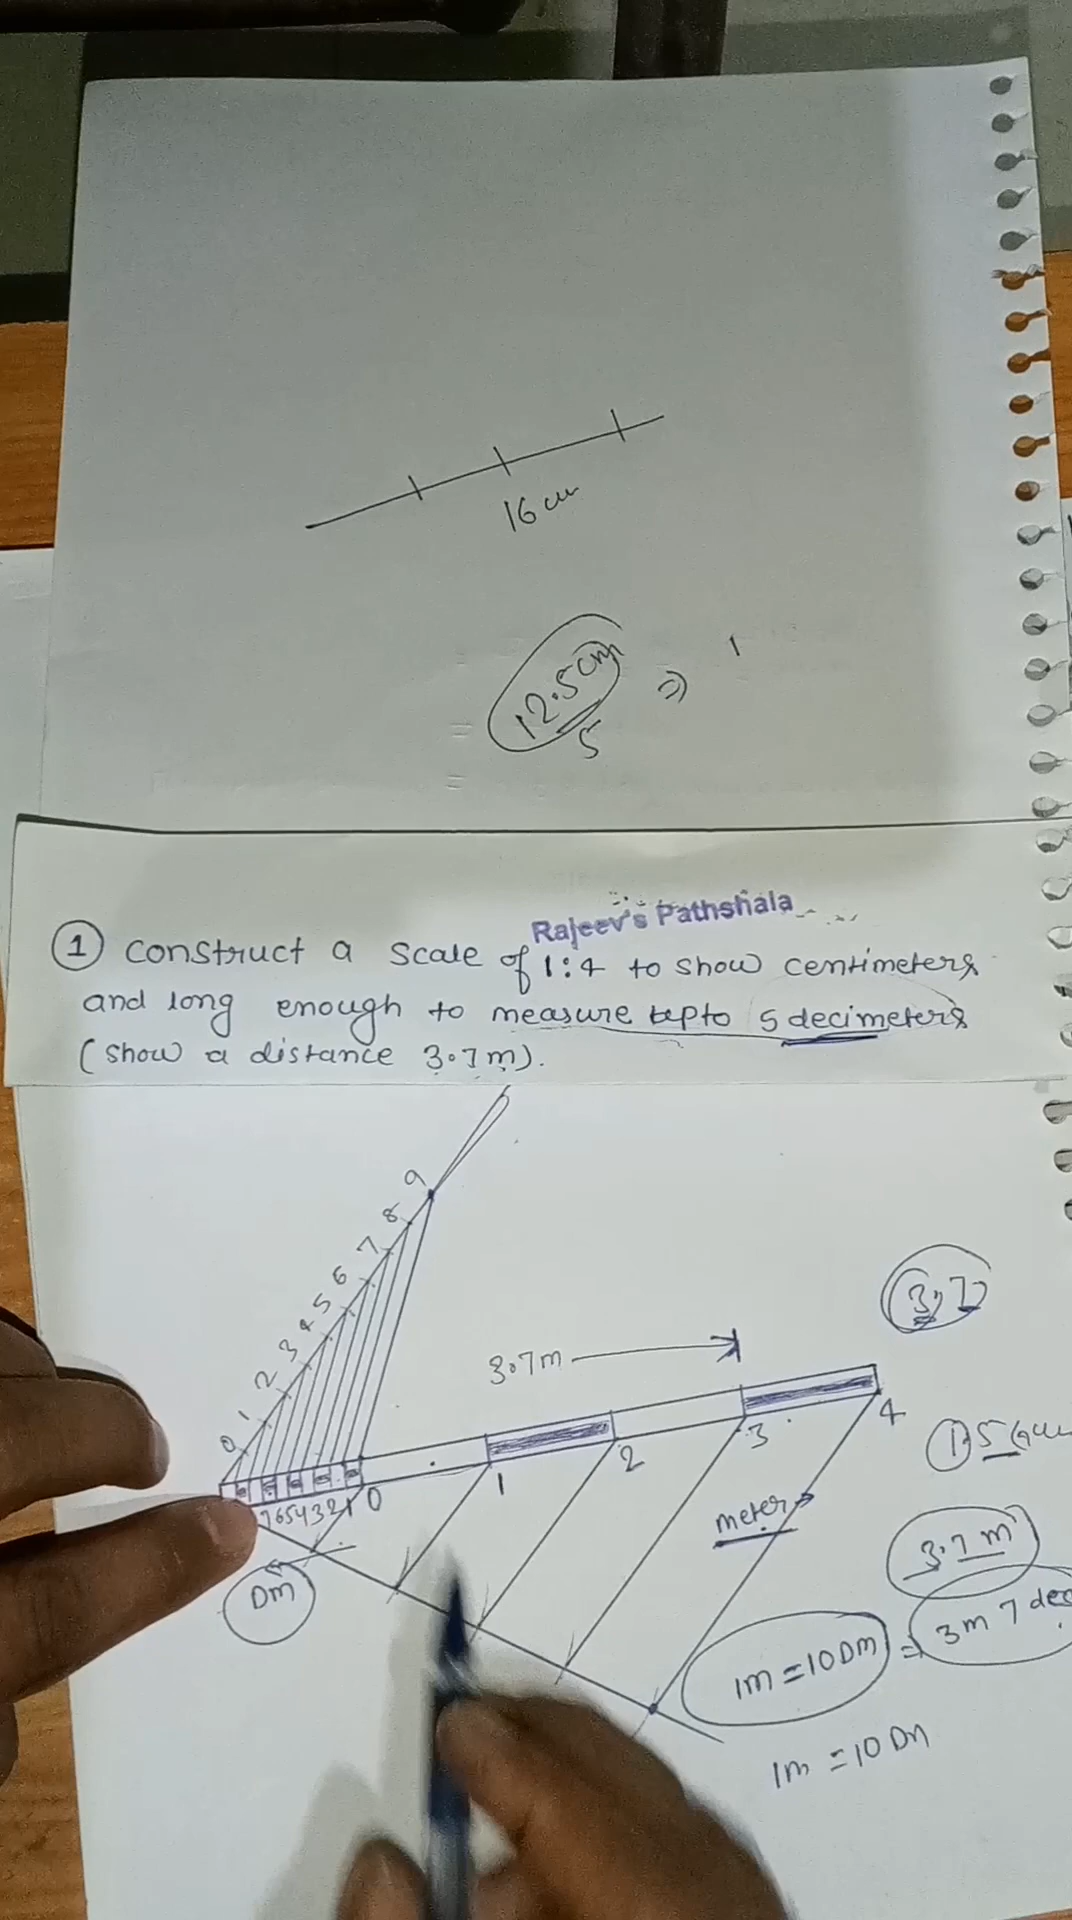 16 cm
12.5cm
5
⇒ 1
Rajeev's Pathshala
① Construct a scale of 1:4 to show centimeters
and long enough to measure upto 5 decimeters
(show a distance 3.7m).
9
8
7
6
5
4
3
2
1
0
3.7
3.7m
7 6 5 4 3 2 1 0 1 2 3 4
meter
Dm
3.7 m
1m = 10 Dm ⇒ 3m 7 dec
1m = 10 Dm